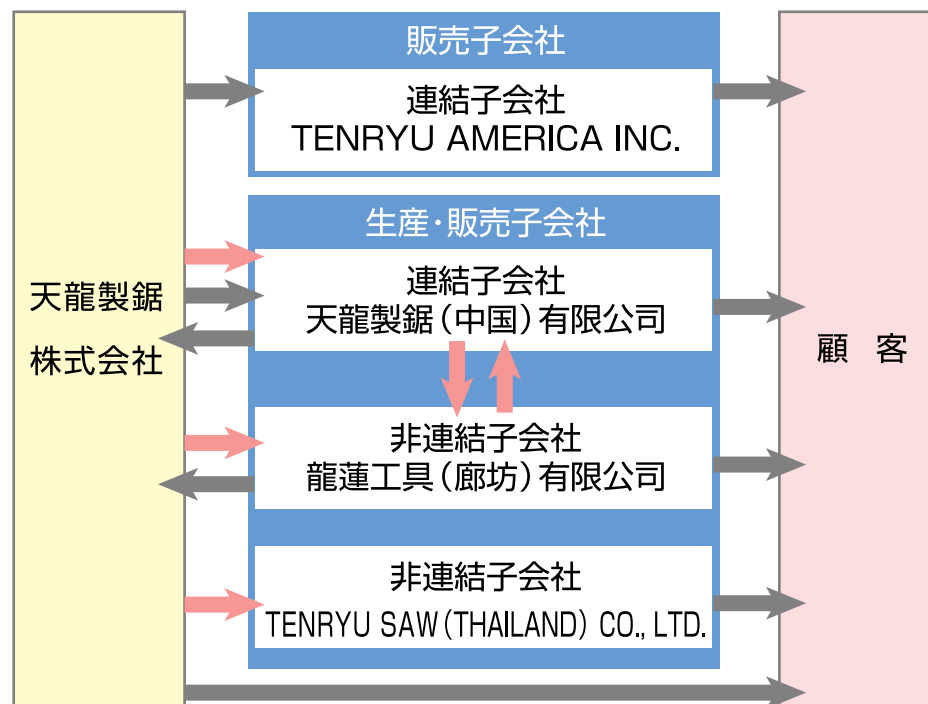 天龍製鋸
株式会社
販売子会社
連結子会社
TENRYU AMERICA INC.
生産・販売子会社
連結子会社
天龍製鋸（中国）有限公司
非連結子会社
龍蓮工具（廊坊）有限公司
非連結子会社
TENRYU SAW（THAILAND）CO., LTD.
顧 客